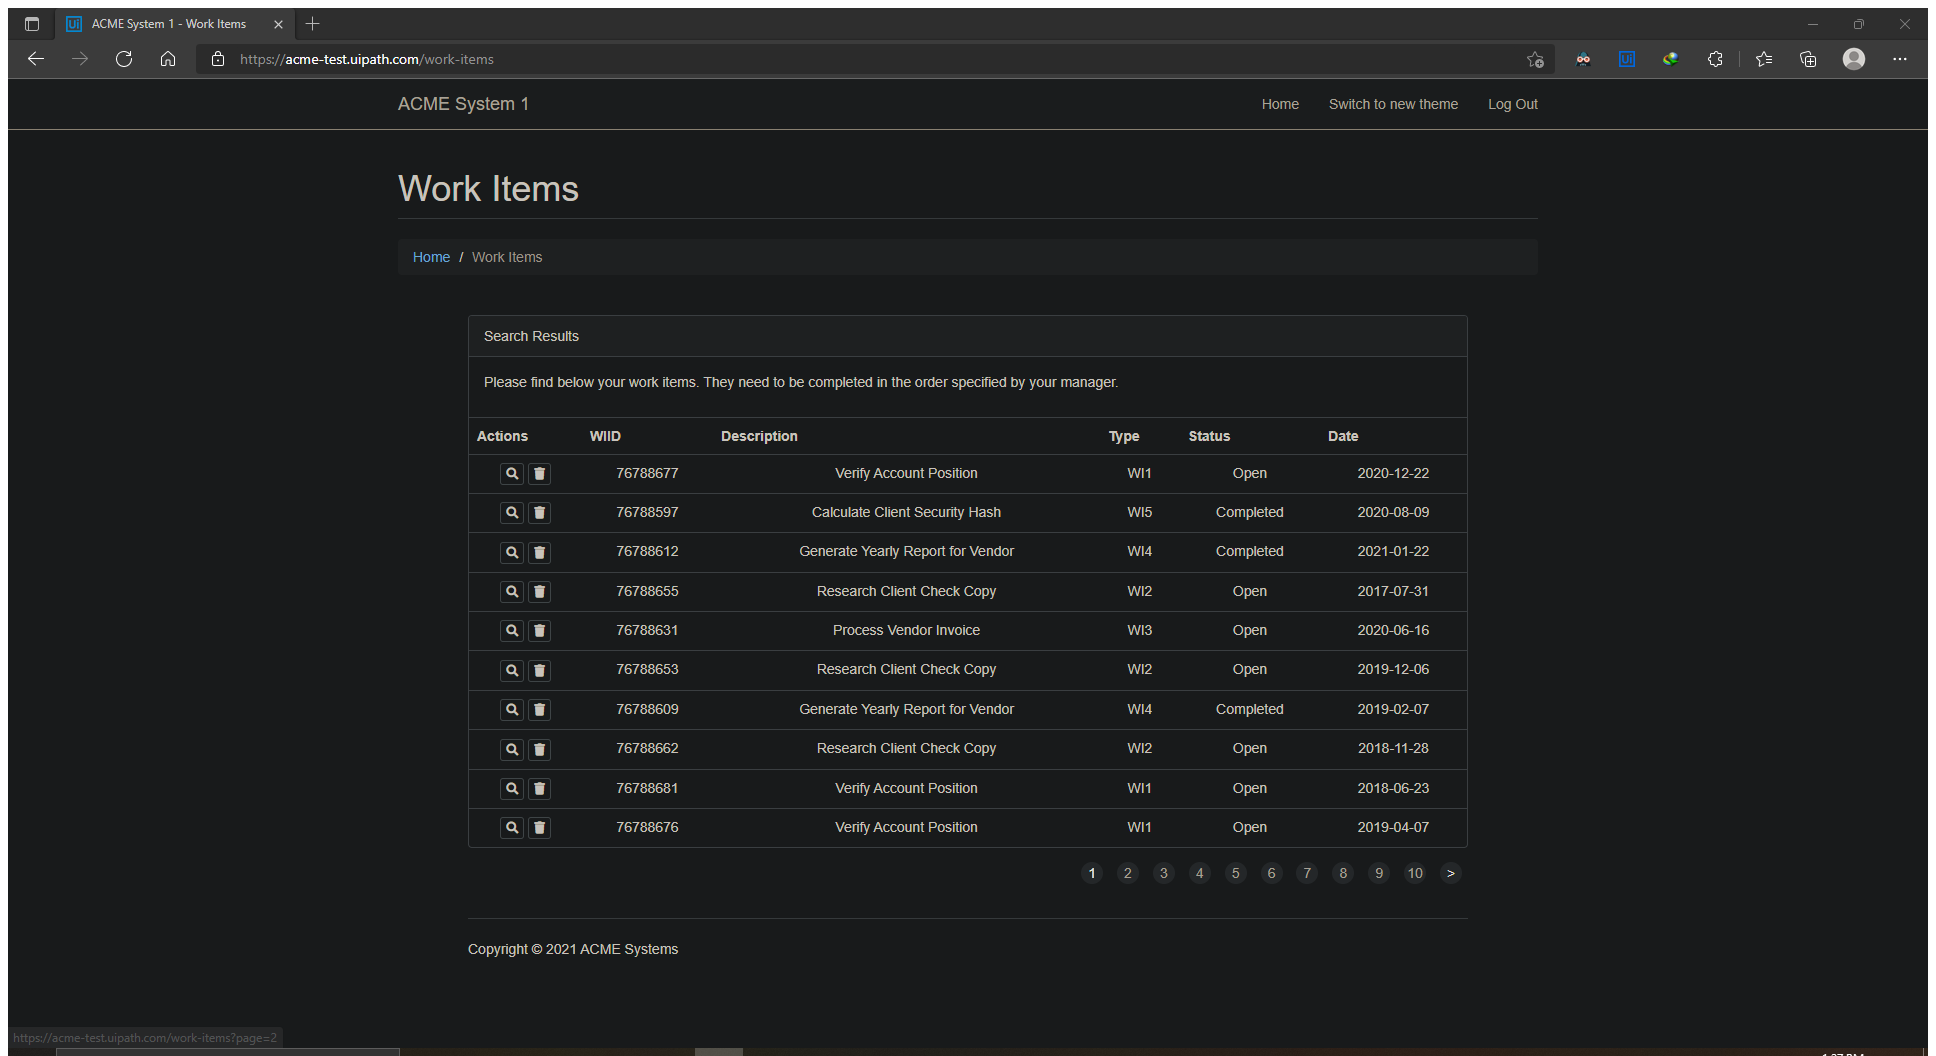 ACME System 1 - Work Items
https://acme-test.uipath.com/work-items
ACME System 1 Home Switch to new theme Log Out
Work Items
Home / Work Items
Search Results
Please find below your work items. They need to be completed in the order specified by your manager.
Actions WIID Description Type Status Date
76788677 Verify Account Position WI1 Open 2020-12-22
76788597 Calculate Client Security Hash WI5 Completed 2020-08-09
76788612 Generate Yearly Report for Vendor WI4 Completed 2021-01-22
76788655 Research Client Check Copy WI2 Open 2017-07-31
76788631 Process Vendor Invoice WI3 Open 2020-06-16
76788653 Research Client Check Copy WI2 Open 2019-12-06
76788609 Generate Yearly Report for Vendor WI4 Completed 2019-02-07
76788662 Research Client Check Copy WI2 Open 2018-11-28
76788681 Verify Account Position WI1 Open 2018-06-23
76788676 Verify Account Position WI1 Open 2019-04-07
1 2 3 4 5 6 7 8 9 10 >
Copyright © 2021 ACME Systems
https://acme-test.uipath.com/work-items?page=2